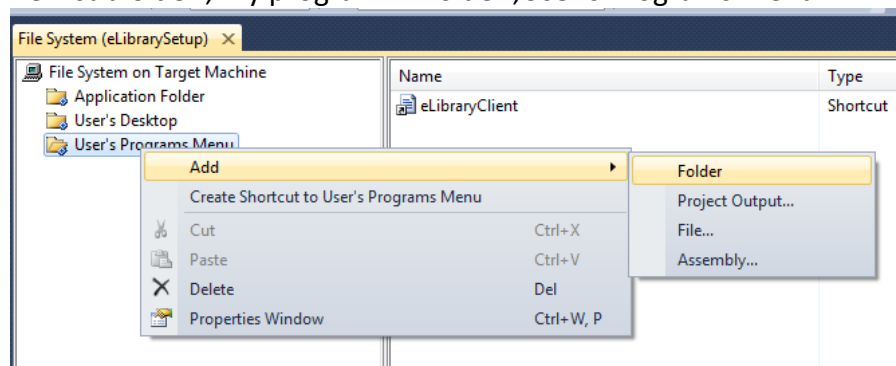 File System (eLibrarySetup) ×
File System on Target Machine
Application Folder
User's Desktop
User's Programs Menu
Name Type
eLibraryClient Shortcut
Add
Create Shortcut to User's Programs Menu
Cut Ctrl+X
Paste Ctrl+V
Delete Del
Properties Window Ctrl+W, P
Folder
Project Output...
File...
Assembly...